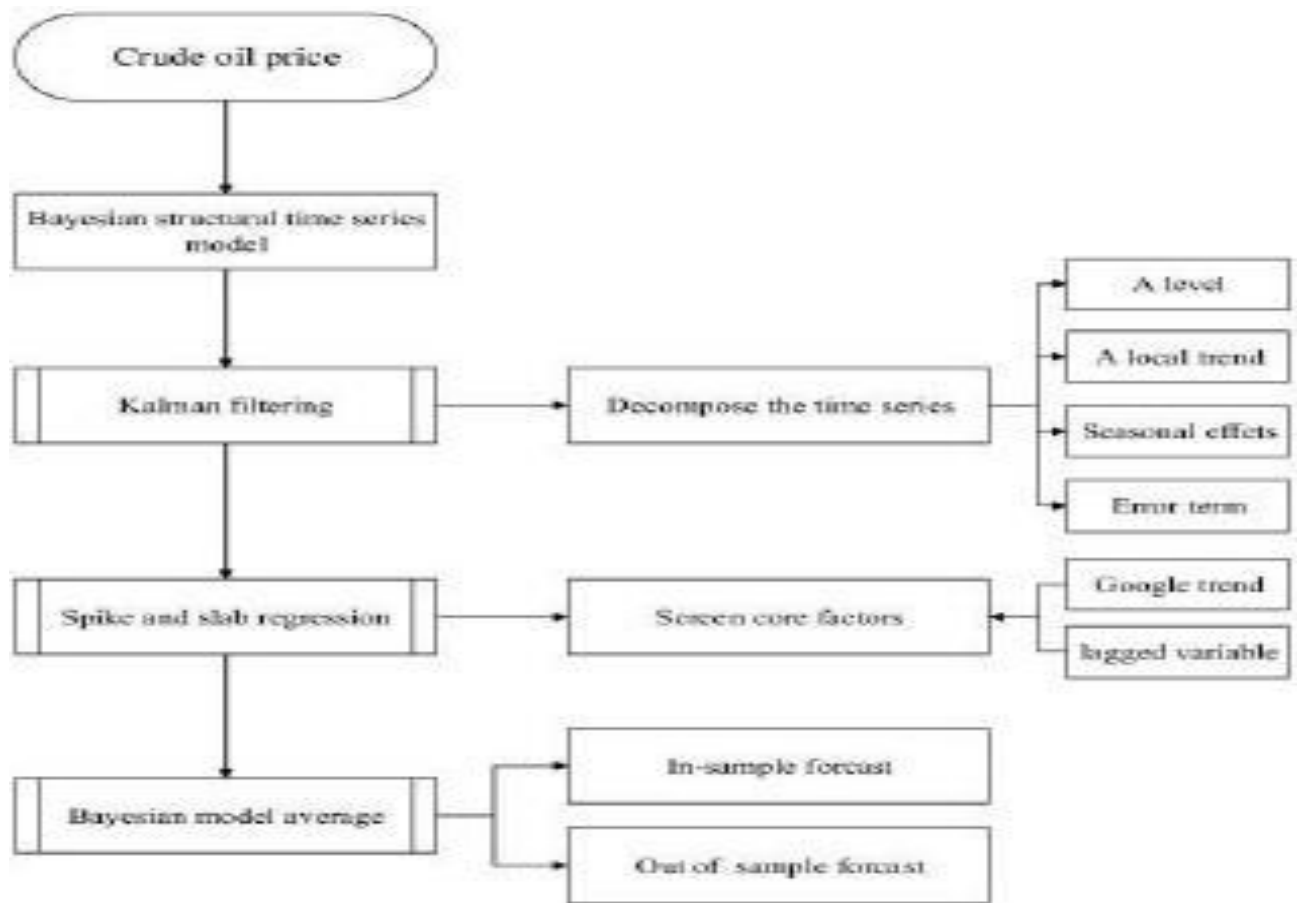 Crude oil price
Bayesian structural time series
model
Kalman filtering
Decompose the time series
A level
A local trend
Seasonal effets
Error term
Spike and slab regression
Screen core factors
Google trend
lagged variable
Bayesian model average
In-sample forcast
Out of sample forcast